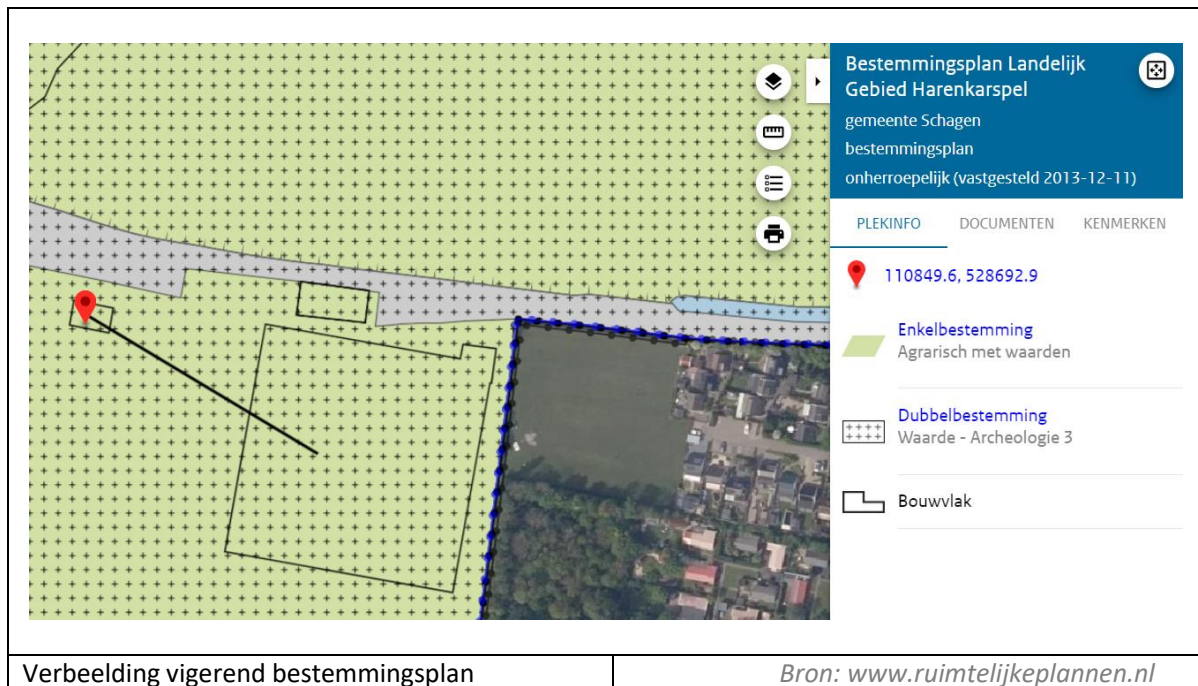 Bestemmingsplan Landelijk
Gebied Harenkarspel
gemeente Schagen
bestemmingsplan
onherroepelijk (vastgesteld 2013-12-11)
PLEKINFO DOCUMENTEN KENMERKEN
110849.6, 528692.9
Enkelbestemming
Agrarisch met waarden
Dubbelbestemming
Waarde - Archeologie 3
Bouwvlak
Verbeelding vigerend bestemmingsplan
Bron: www.ruimtelijkeplannen.nl